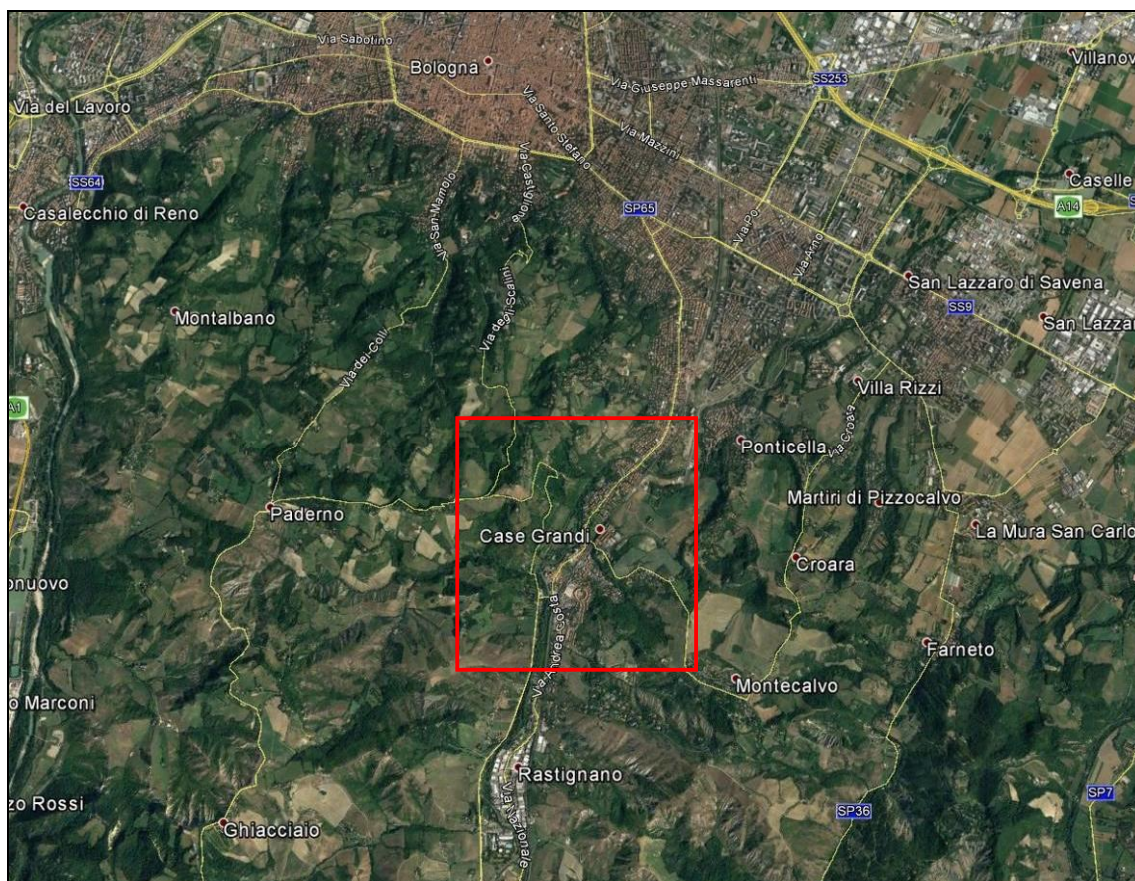 Via Sabotino
Bologna
Villanov
Via Giuseppe Massarenti
SS253
Via del Lavoro
Via Santo Stefano
Via Mazzini
SS64
Via Castiglione
Caselle
Casalecchio di Reno
Via San Mamolo
SP65
Via Po
A14
S
Via Arno
San Lazzaro di Savena
Via degli Scalini
SS9
Montalbano
San Lazzar
Via dei Colli
Villa Rizzi
A1
Via Croara
Ponticella
Martiri di Pizzocalvo
Paderno
Case Grandi
La Mura San Carlo
Croara
onuovo
Via Andrea Costa
Farneto
o Marconi
Montecalvo
Rastignano
zo Rossi
Via Nazionale
SP7
SP36
Ghiacciaio